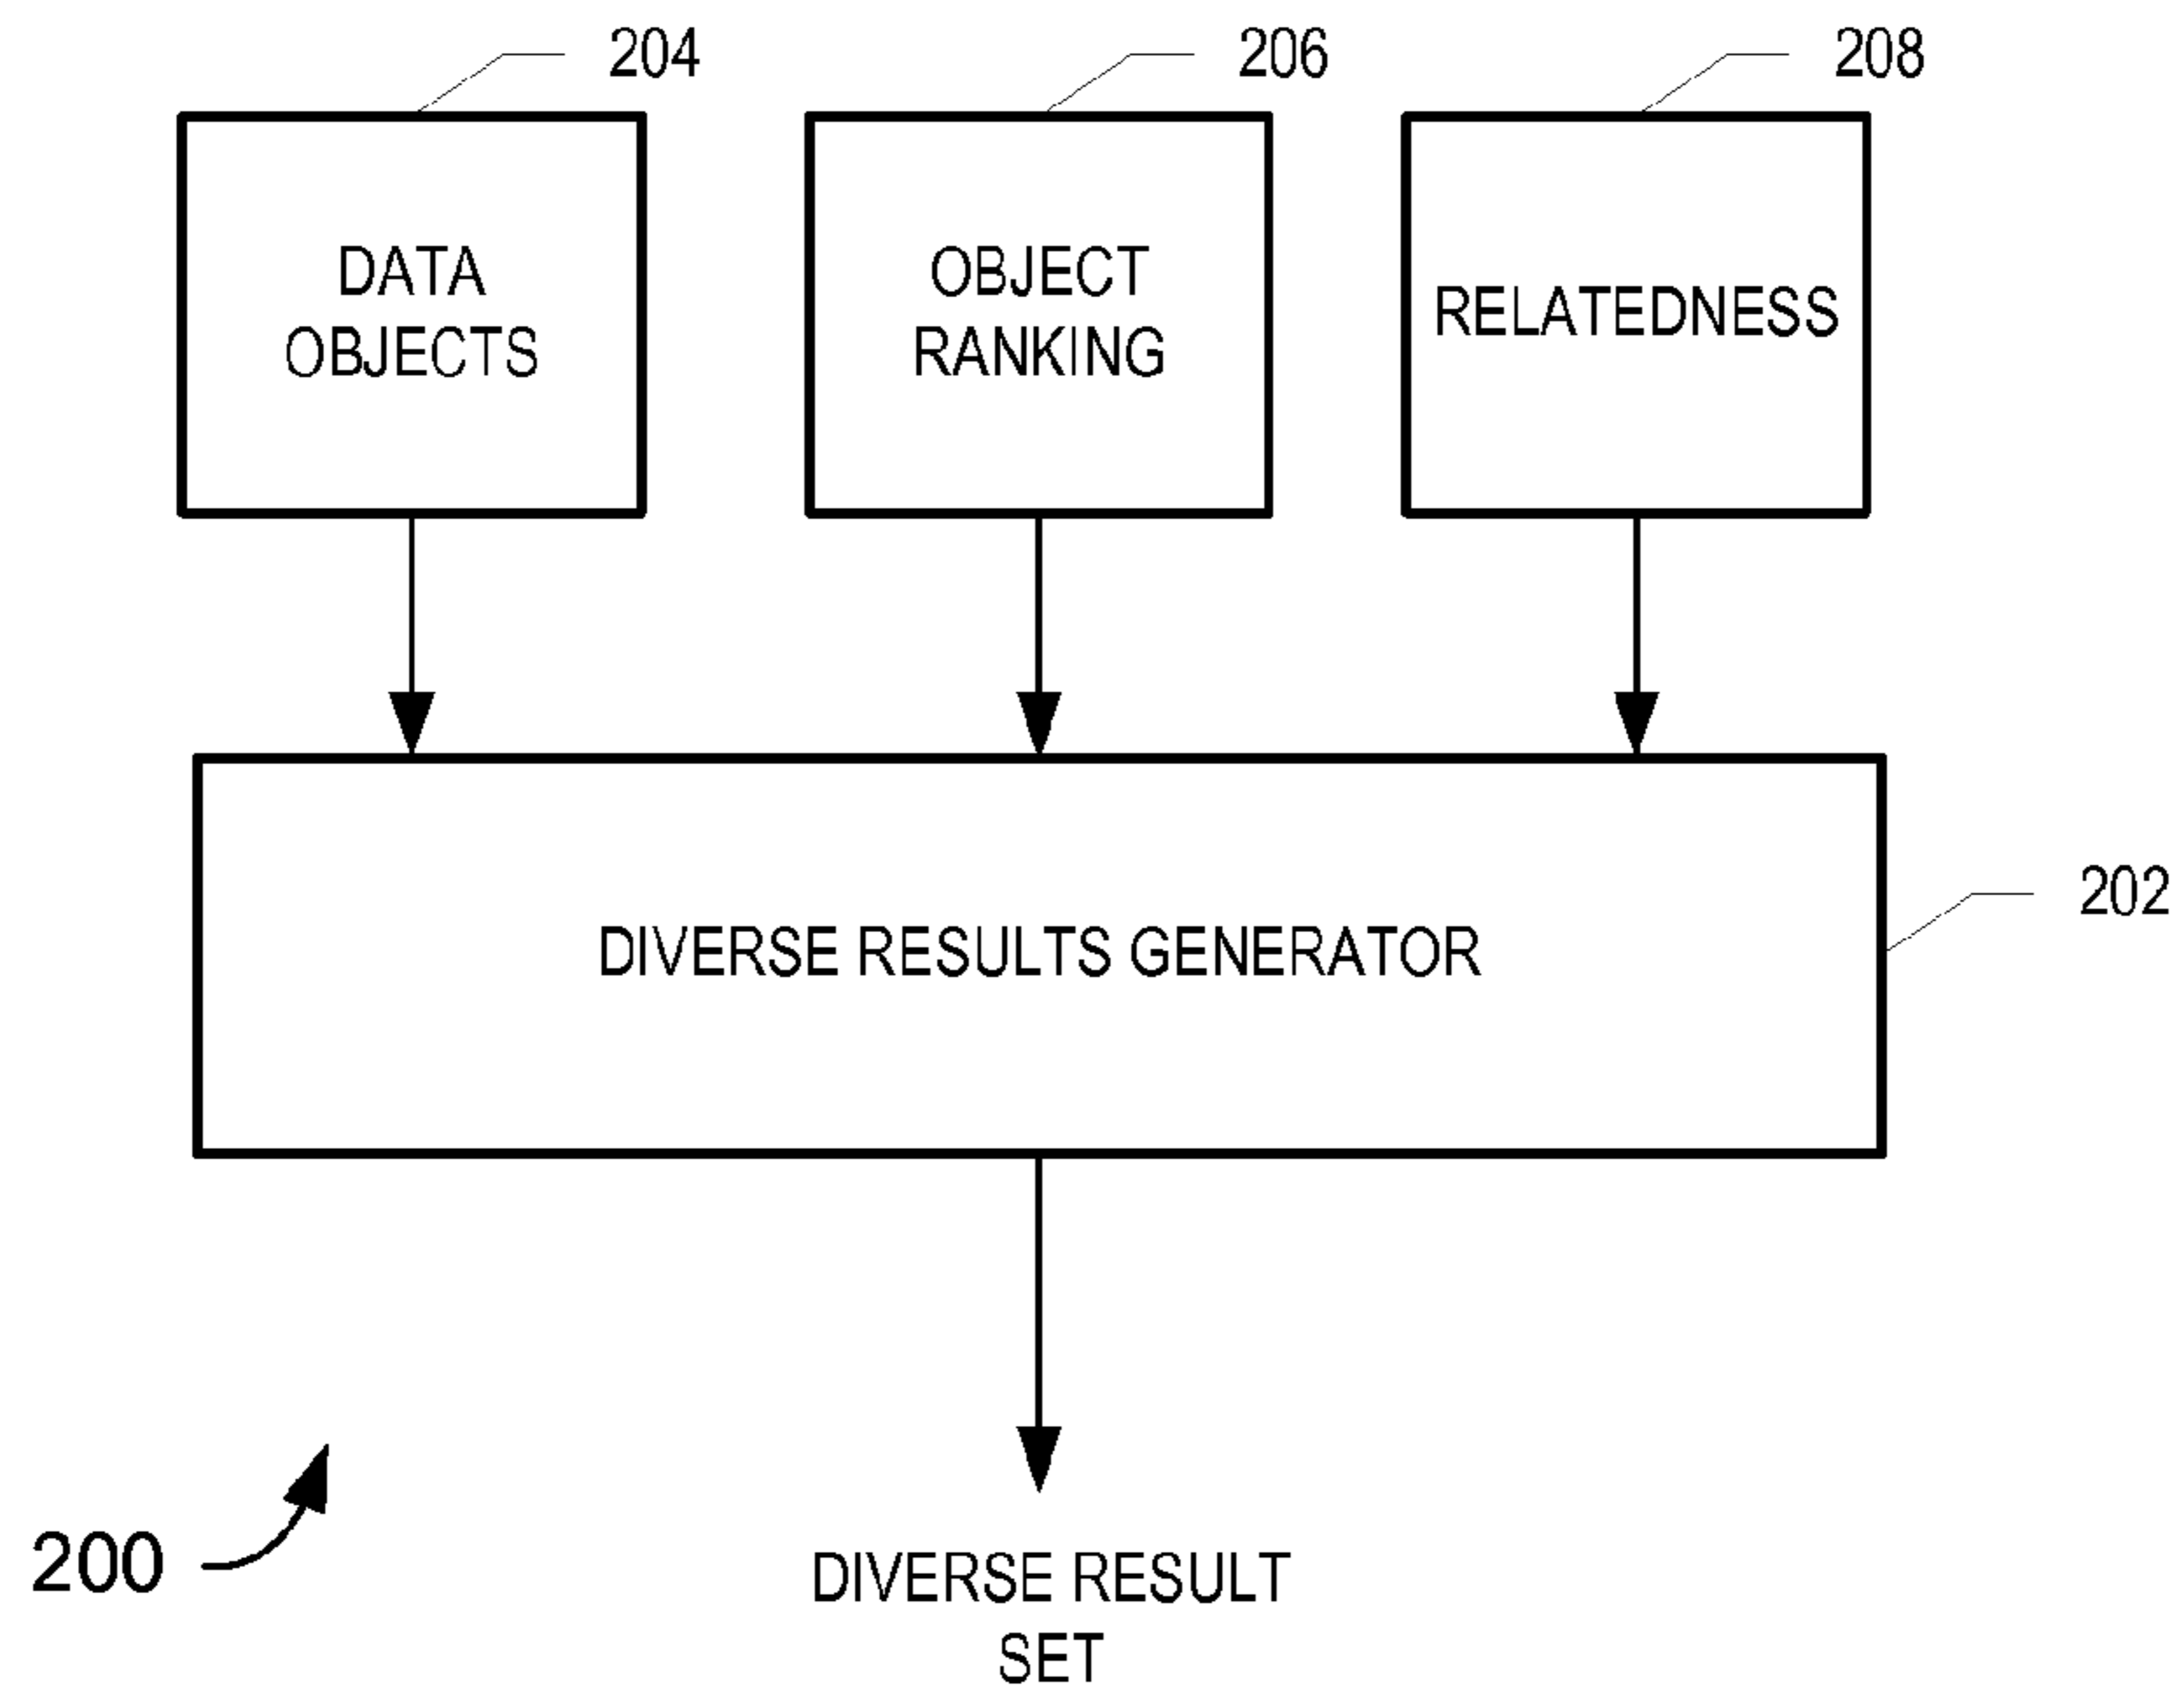 204
206
208
DATA
OBJECTS
OBJECT
RANKING
RELATEDNESS
202
DIVERSE RESULTS GENERATOR
200
DIVERSE RESULT
SET